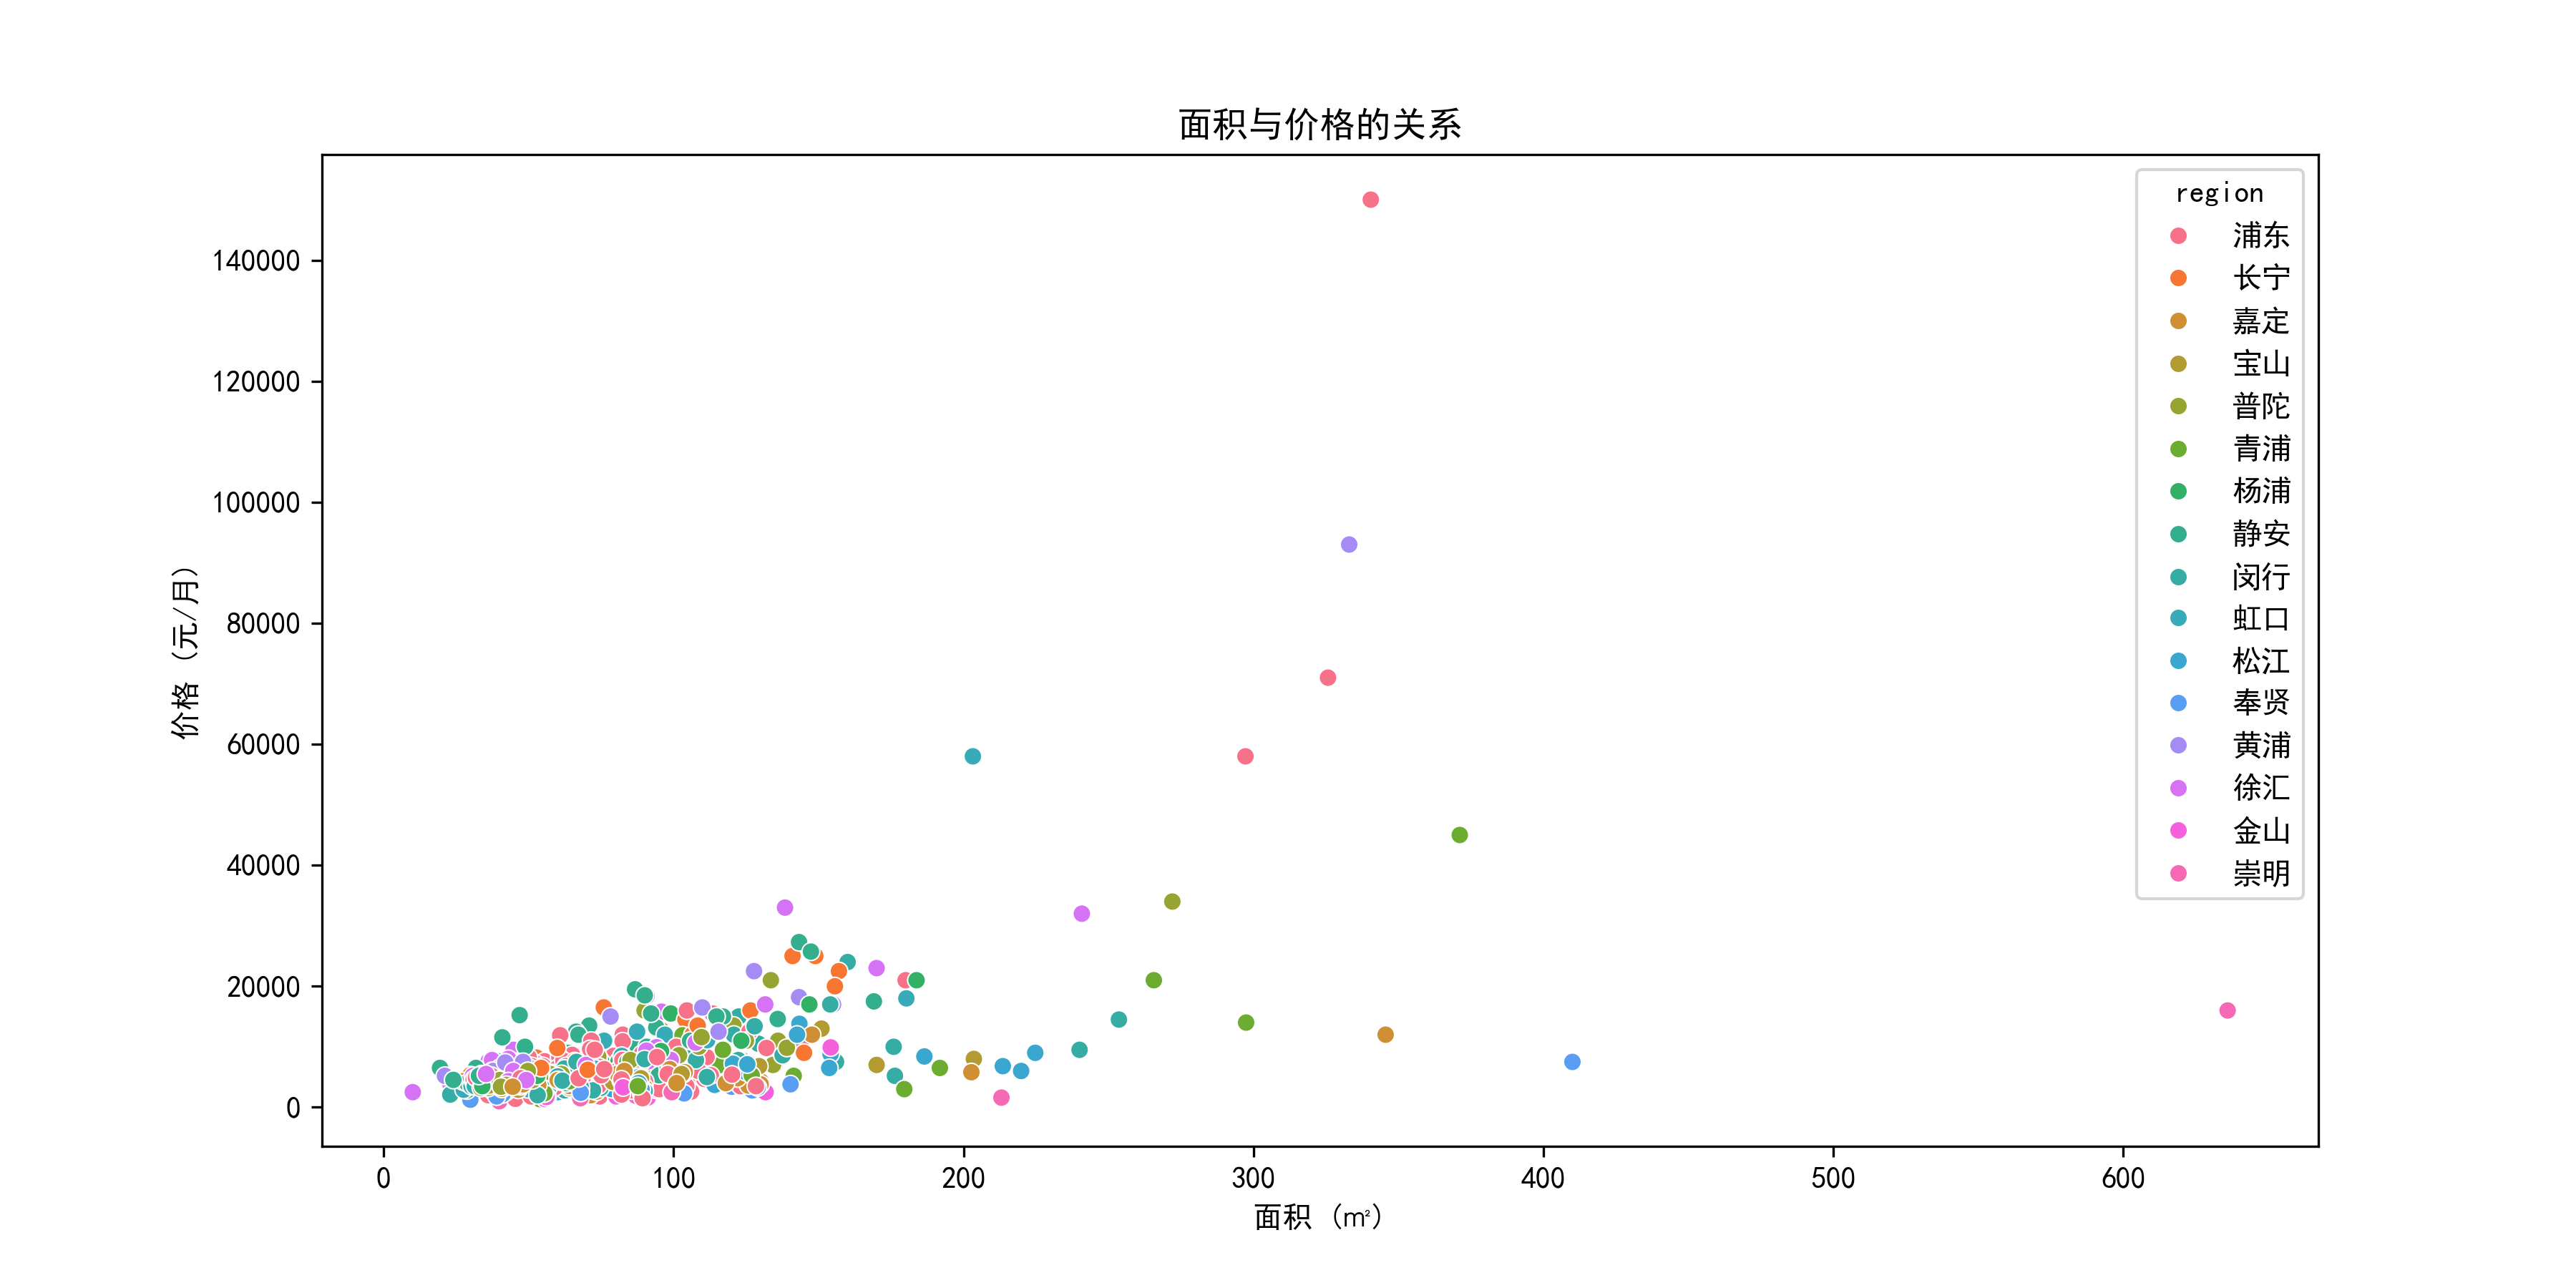 面积与价格的关系
价格 (元/月)
140000
120000
100000
80000
60000
40000
20000
0
0 100 200 300 400 500 600
面积 (m²)
region
浦东
长宁
嘉定
宝山
普陀
青浦
杨浦
静安
闵行
虹口
松江
奉贤
黄浦
徐汇
金山
崇明